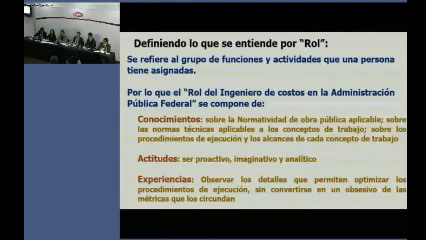 Definiendo lo que se entiende por “Rol”:
Se refiere al grupo de funciones y actividades que una persona
tiene asignadas.
Por lo que el “Rol del Ingeniero de costos en la Administración
Pública Federal” se compone de:
Conocimientos: sobre la Normatividad de obra pública aplicable; sobre
las normas técnicas aplicables a los conceptos de trabajo; sobre los
procedimientos de ejecución y los alcances de cada concepto de trabajo
Actitudes: ser proactivo, imaginativo y analítico
Experiencias: Observar los detalles que permiten optimizar los
procedimientos de ejecución, sin convertirse en un obsesivo de las
métricas que los circundan